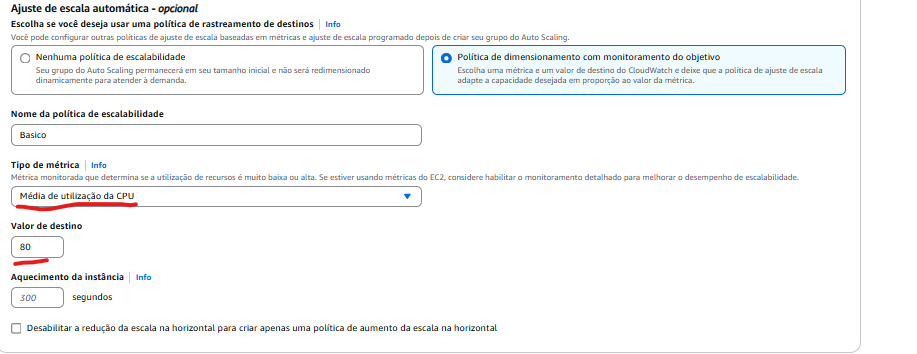 Ajuste de escala automática - opcional
Escolha se você deseja usar uma política de rastreamento de destinos | Info
Você pode configurar outras políticas de ajuste de escala baseadas em métricas e ajuste de escala programado depois de criar seu grupo do Auto Scaling.
Nenhuma política de escalabilidade
Seu grupo do Auto Scaling permanecerá em seu tamanho inicial e não será redimensionado
dinamicamente para atender à demanda.
Política de dimensionamento com monitoramento do objetivo
Escolha uma métrica e um valor de destino do CloudWatch e deixe que a política de ajuste de escala
adapte a capacidade desejada em proporção ao valor da métrica.
Nome da política de escalabilidade
Basico
Tipo de métrica | Info
Métrica monitorada que determina se a utilização de recursos é muito baixa ou alta. Se estiver usando métricas do EC2, considere habilitar o monitoramento detalhado para melhorar o desempenho de escalabilidade.
Média de utilização da CPU
Valor de destino
80
Aquecimento da instância | Info
300 segundos
Desabilitar a redução da escala na horizontal para criar apenas uma política de aumento da escala na horizontal